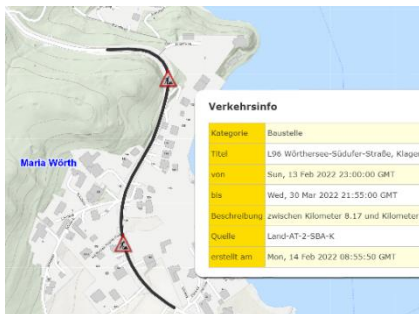 Maria Wörth
Verkehrsinfo
Kategorie Baustelle
Titel L96 Wörthersee-Südufer-Straße, Klagen
von Sun, 13 Feb 2022 23:00:00 GMT
bis Wed, 30 Mar 2022 21:55:00 GMT
Beschreibung zwischen Kilometer 8.17 und Kilometer
Quelle Land-AT-2-SBA-K
erstellt am Mon, 14 Feb 2022 08:55:50 GMT